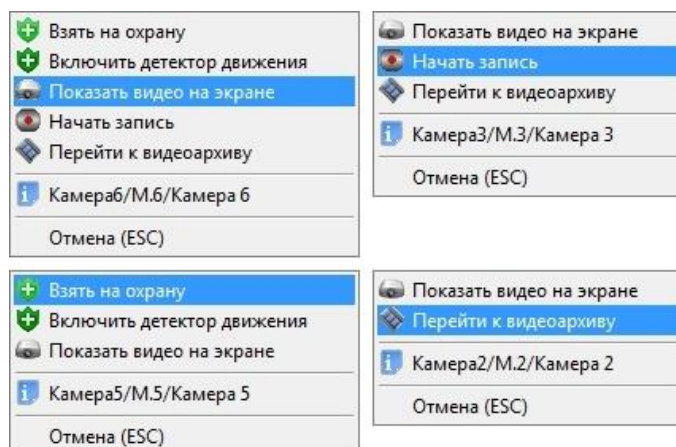 Взять на охрану
Включить детектор движения
Показать видео на экране
Начать запись
Перейти к видеоархиву
Камера6/М.6/Камера 6
Отмена (ESC)
Показать видео на экране
Начать запись
Перейти к видеоархиву
Камера3/М.3/Камера 3
Отмена (ESC)
Взять на охрану
Включить детектор движения
Показать видео на экране
Камера5/М.5/Камера 5
Отмена (ESC)
Показать видео на экране
Перейти к видеоархиву
Камера2/М.2/Камера 2
Отмена (ESC)